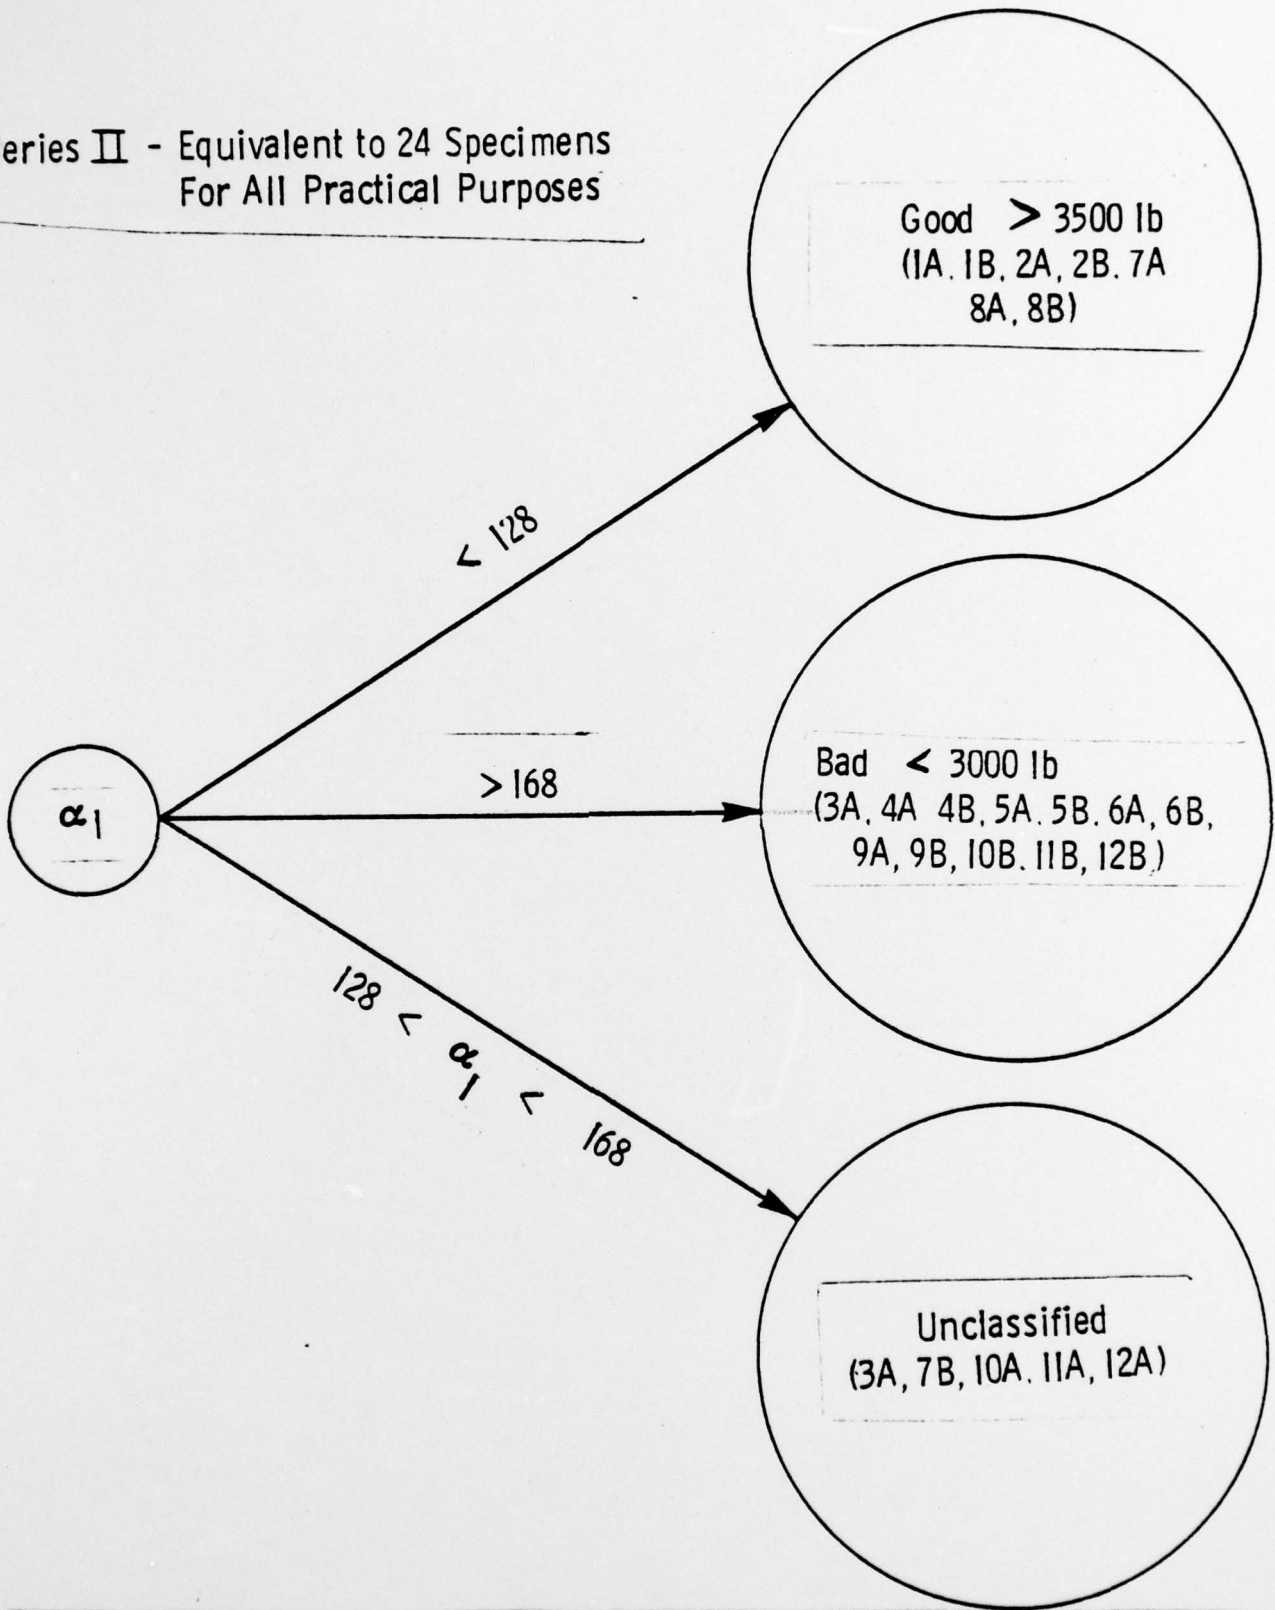 eries II - Equivalent to 24 Specimens
For All Practical Purposes
Good > 3500 lb
(1A. 1B, 2A, 2B. 7A
8A, 8B)
< 128
> 168
Bad < 3000 lb
(3A, 4A 4B, 5A. 5B. 6A, 6B,
9A, 9B, 10B. 11B, 12B)
α1
128 < α1 < 168
Unclassified
(3A, 7B, 10A. 11A, 12A)